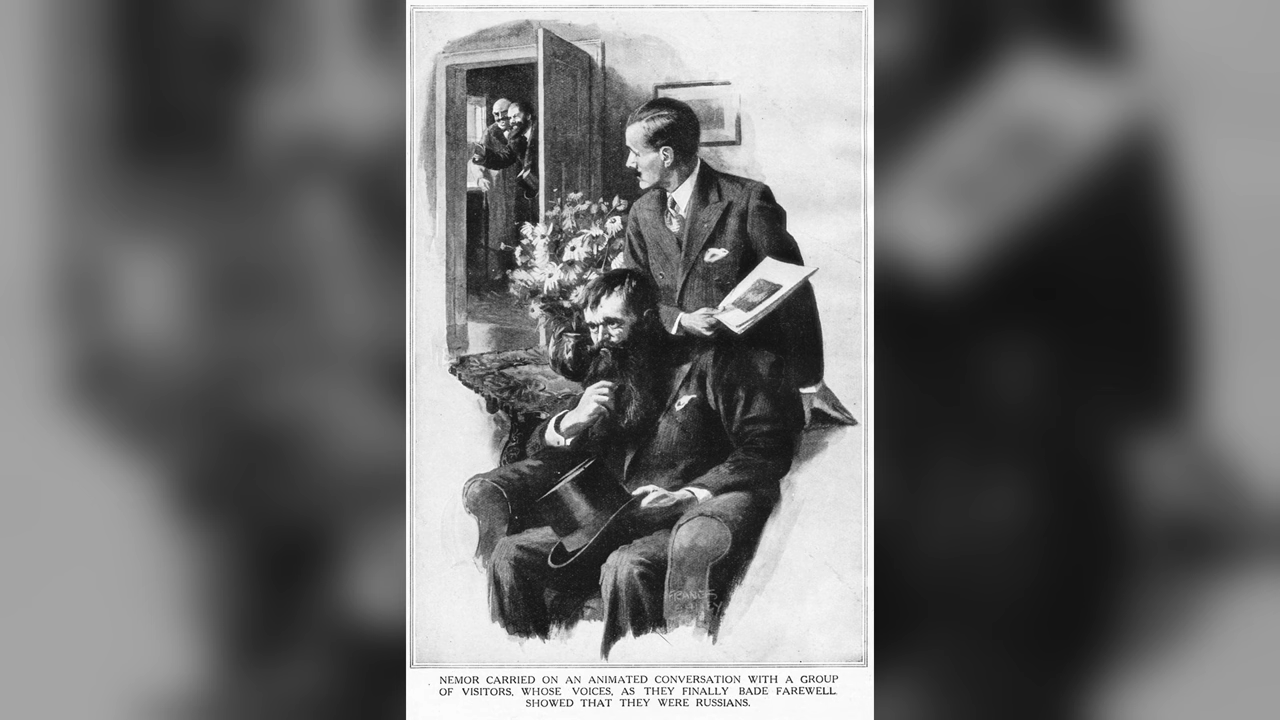 FRANCIS
NEMOR CARRIED ON AN ANIMATED CONVERSATION WITH A GROUP
OF VISITORS, WHOSE VOICES, AS THEY FINALLY BADE FAREWELL,
SHOWED THAT THEY WERE RUSSIANS.